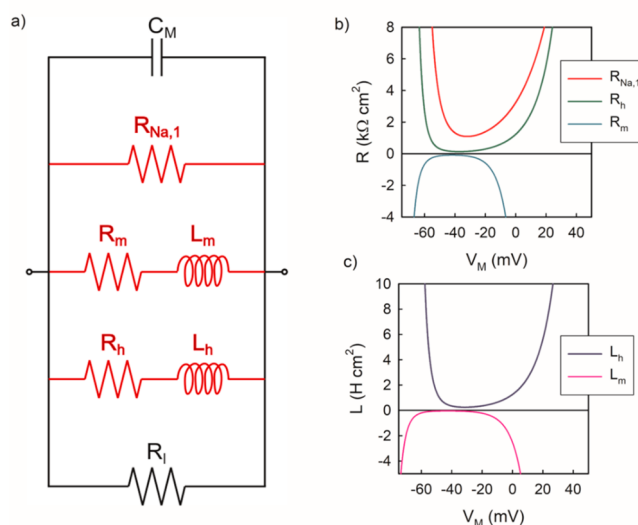 a)
C_M
R_Na,1
R_m
L_m
R_h
L_h
R_l
b)
R (kΩ cm²)
8
6
4
2
0
-2
-4
-60 -40 -20 0 20 40
V_M (mV)
R_Na,1
R_h
R_m
c)
L (H cm²)
10
8
6
4
2
0
-2
-4
-60 -40 -20 0 20 40
V_M (mV)
L_h
L_m